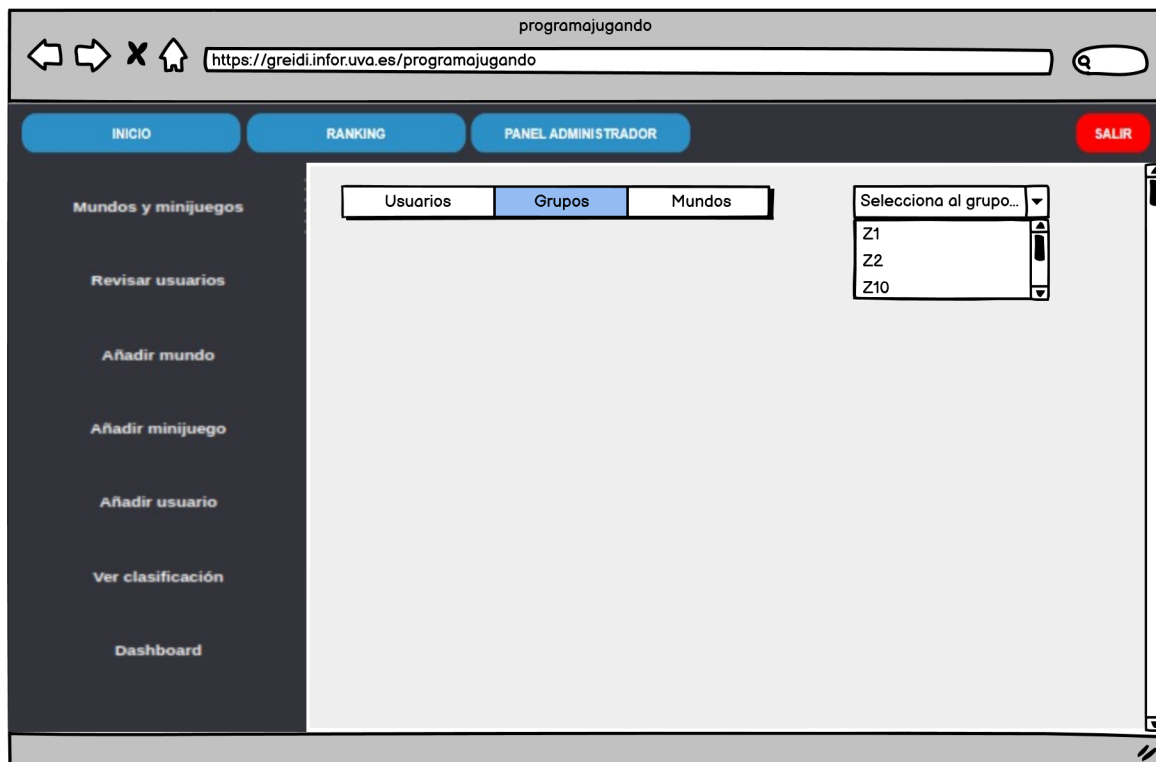 programajugando
https://greidi.infor.uva.es/programajugando
INICIO RANKING PANEL ADMINISTRADOR SALIR
Mundos y minijuegos
Revisar usuarios
Añadir mundo
Añadir minijuego
Añadir usuario
Ver clasificación
Dashboard
Usuarios Grupos Mundos
Selecciona al grupo...
Z1
Z2
Z10